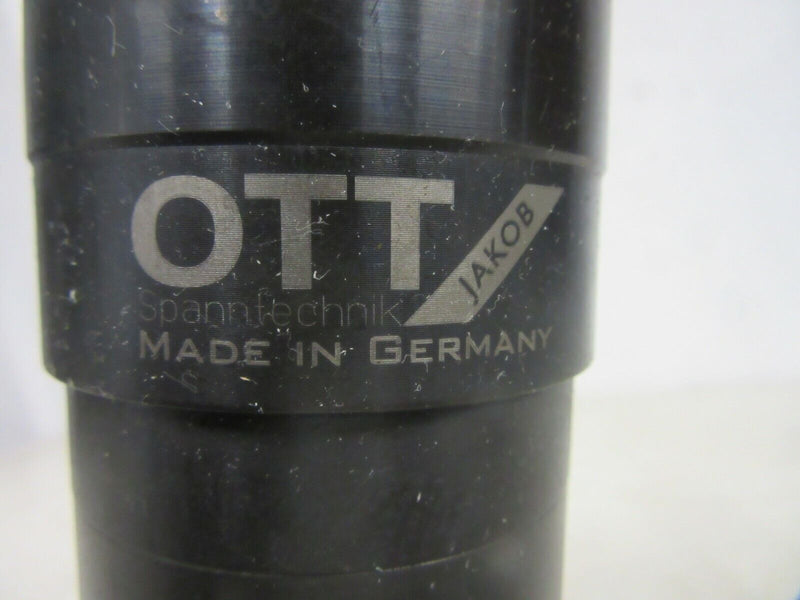 OTT
JAKOB
Spanntechnik
MADE IN GERMANY